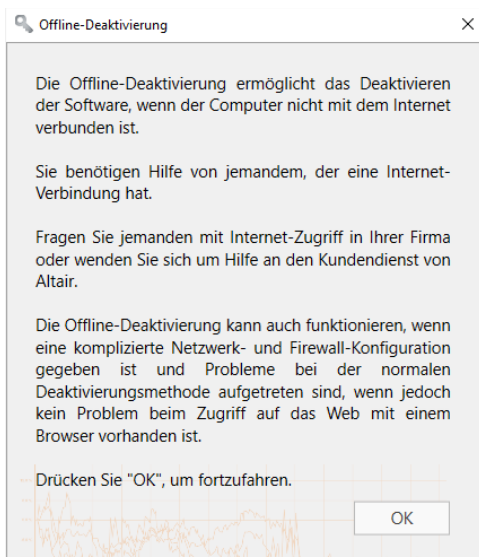 Offline-Deaktivierung
Die Offline-Deaktivierung ermöglicht das Deaktivieren
der Software, wenn der Computer nicht mit dem Internet
verbunden ist.
Sie benötigen Hilfe von jemandem, der eine Internet-
Verbindung hat.
Fragen Sie jemanden mit Internet-Zugriff in Ihrer Firma
oder wenden Sie sich um Hilfe an den Kundendienst von
Altair.
Die Offline-Deaktivierung kann auch funktionieren, wenn
eine komplizierte Netzwerk- und Firewall-Konfiguration
gegeben ist und Probleme bei der normalen
Deaktivierungsmethode aufgetreten sind, wenn jedoch
kein Problem beim Zugriff auf das Web mit einem
Browser vorhanden ist.
Drücken Sie "OK", um fortzufahren.
OK